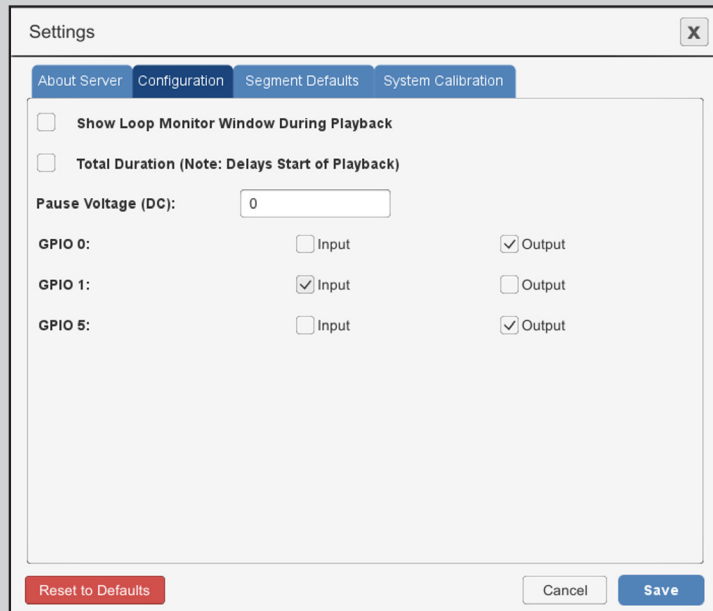 Settings
X
About Server Configuration Segment Defaults System Calibration
Show Loop Monitor Window During Playback
Total Duration (Note: Delays Start of Playback)
Pause Voltage (DC): 0
GPIO 0: Input Output
GPIO 1: Input Output
GPIO 5: Input Output
Reset to Defaults Cancel Save